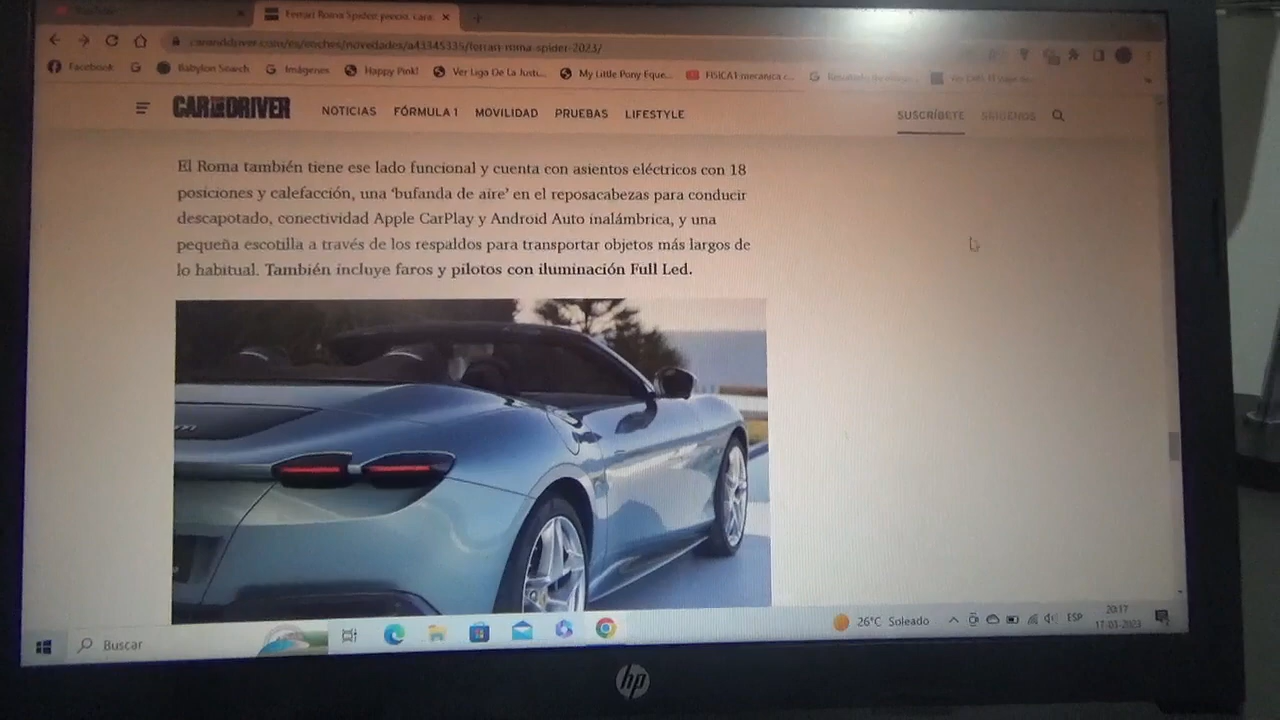 Ferrari Roma Spider: precio, cara
caranddriver.com/es/coches/novedades/a43345335/ferrari-roma-spider-2023/
Facebook
Babylon Search
Imágenes
Happy Pink!
Ver Liga De La Justi...
My Little Pony Eque...
FISICA1 mecanica c...
CAR AND DRIVER
NOTICIAS FÓRMULA 1 MOVILIDAD PRUEBAS LIFESTYLE
SUSCRÍBETE SÍGUENOS
El Roma también tiene ese lado funcional y cuenta con asientos eléctricos con 18
posiciones y calefacción, una ‘bufanda de aire’ en el reposacabezas para conducir
descapotado, conectividad Apple CarPlay y Android Auto inalámbrica, y una
pequeña escotilla a través de los respaldos para transportar objetos más largos de
lo habitual. También incluye faros y pilotos con iluminación Full Led.
Buscar
26°C Soleado
ESP
20:17
17-03-2023
hp